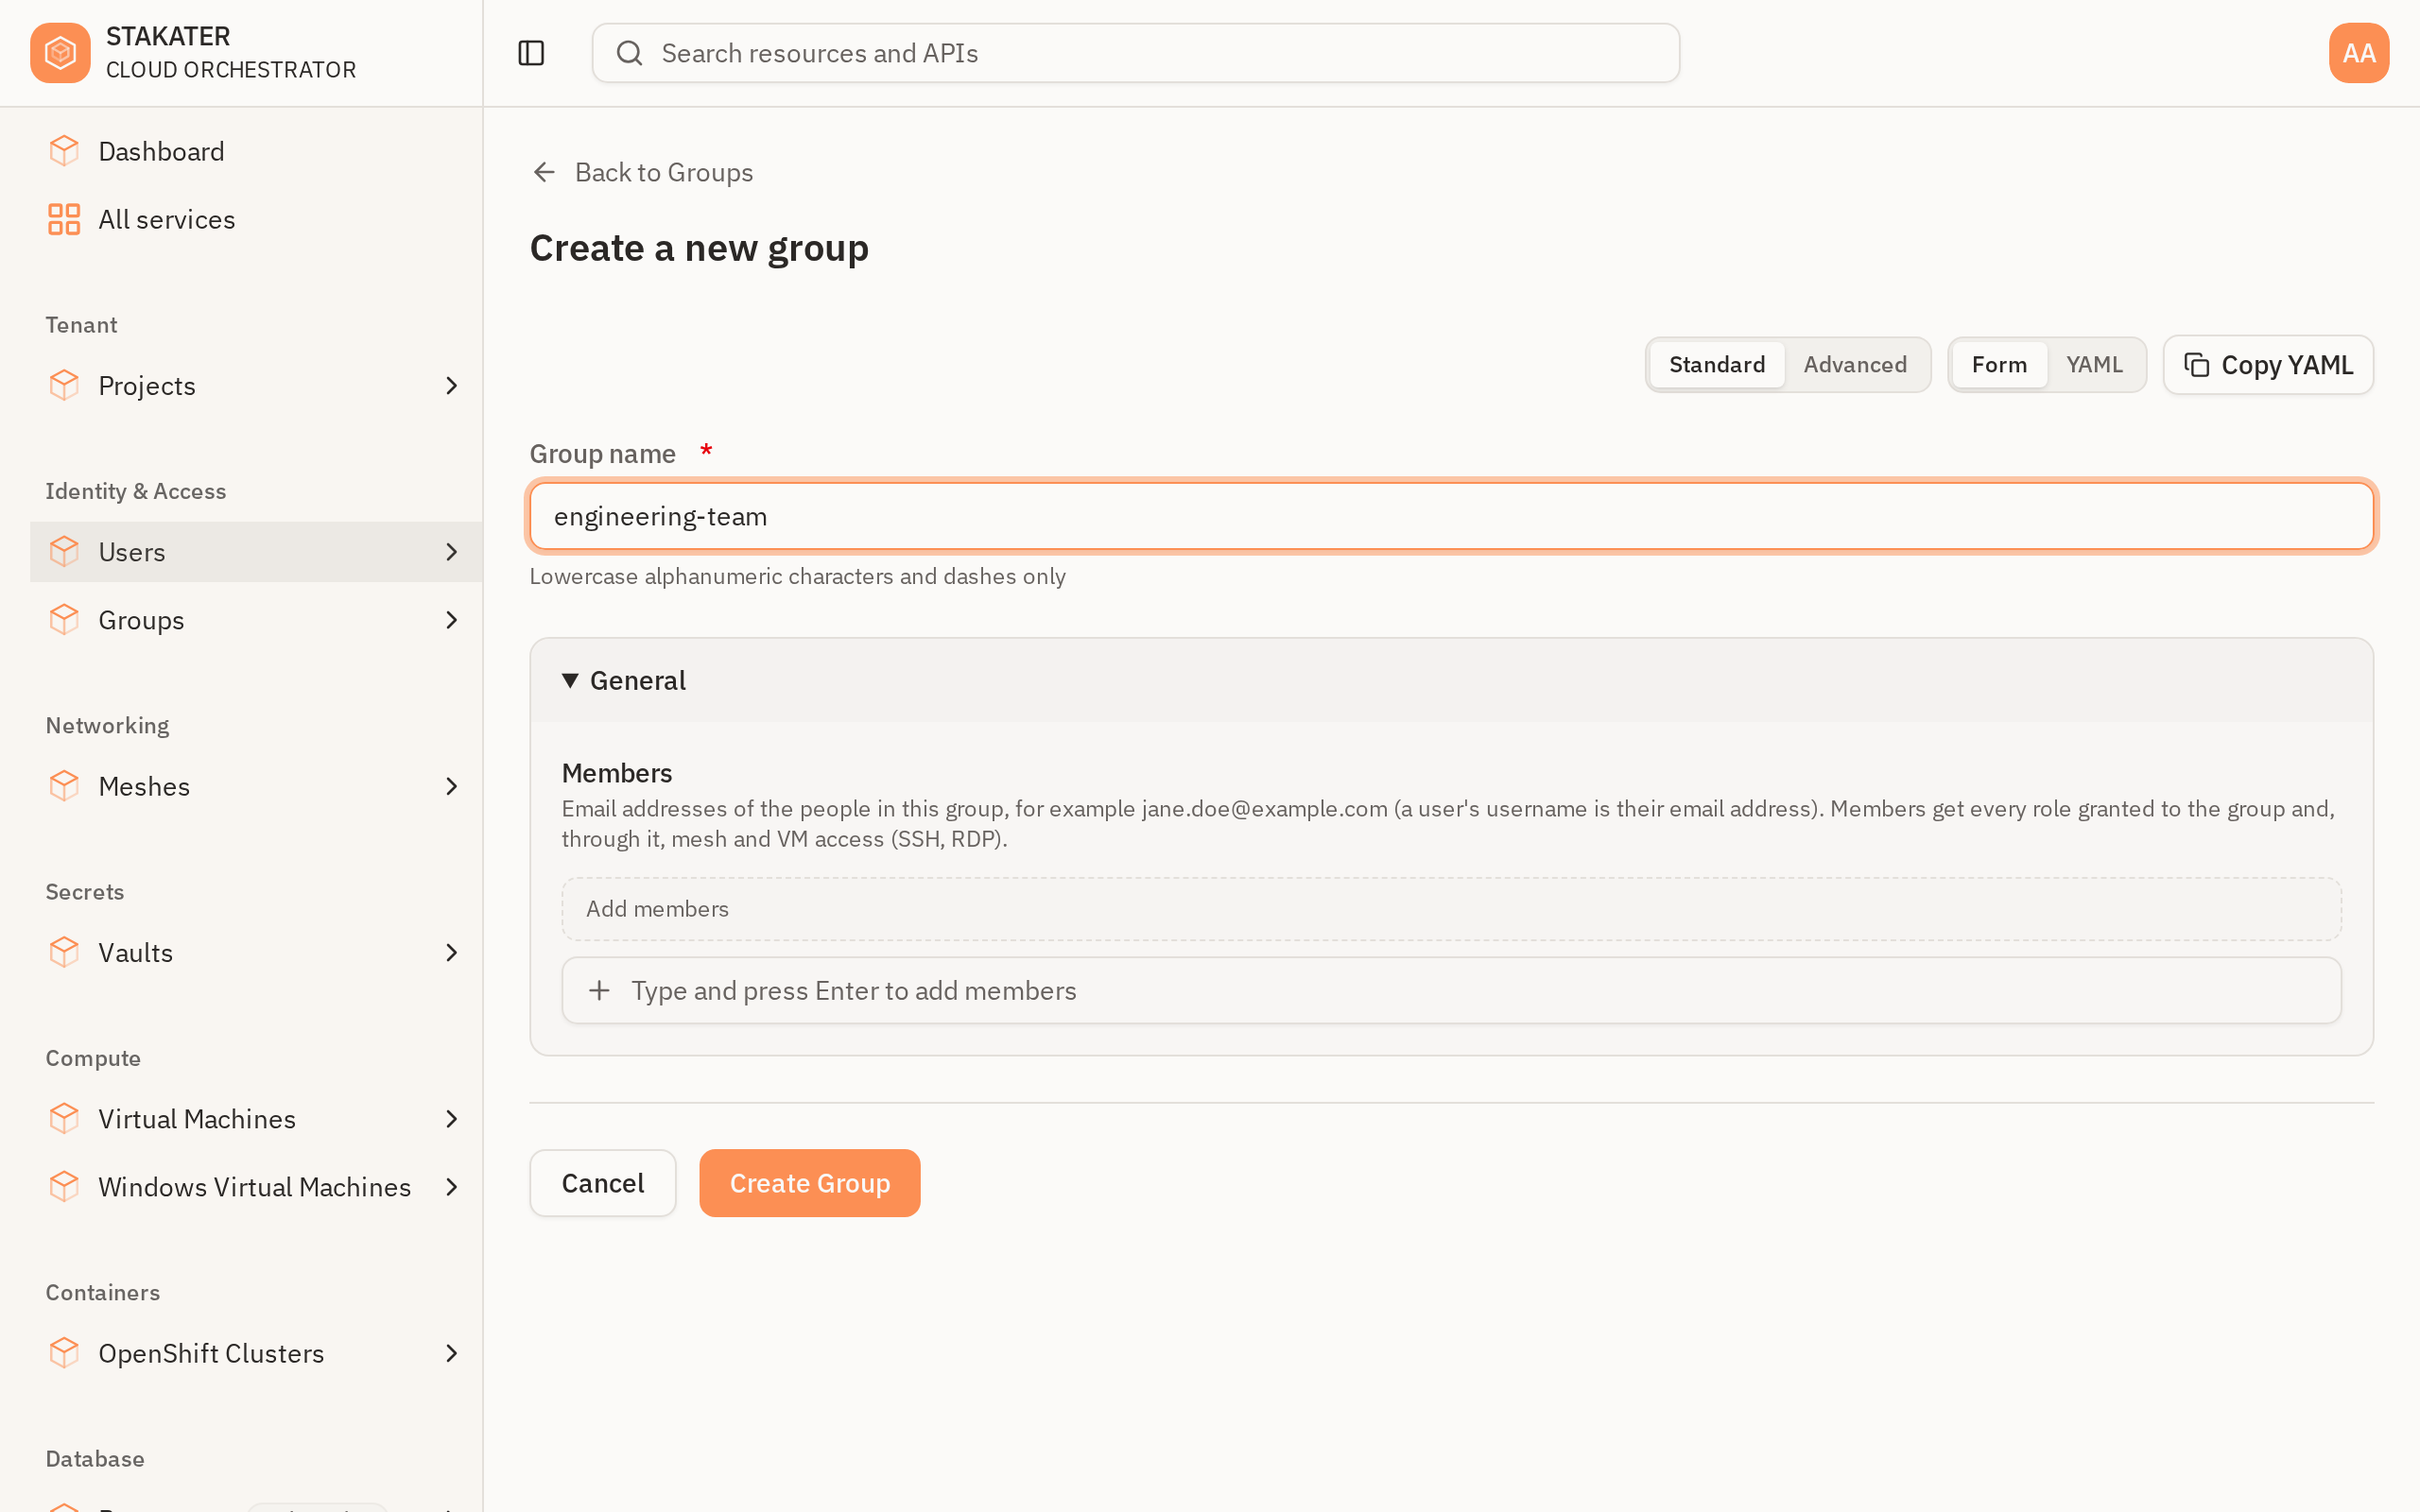 STAKATER
CLOUD ORCHESTRATOR
Search resources and APIs
AA
Dashboard
All services
Tenant
Projects
Identity & Access
Users
Groups
Networking
Meshes
Secrets
Vaults
Compute
Virtual Machines
Windows Virtual Machines
Containers
OpenShift Clusters
Database
Back to Groups
Create a new group
Standard
Advanced
Form
YAML
Copy YAML
Group name *
engineering-team
Lowercase alphanumeric characters and dashes only
▼ General
Members
Email addresses of the people in this group, for example jane.doe@example.com (a user's username is their email address). Members get every role granted to the group and,
through it, mesh and VM access (SSH, RDP).
Add members
Type and press Enter to add members
Cancel
Create Group